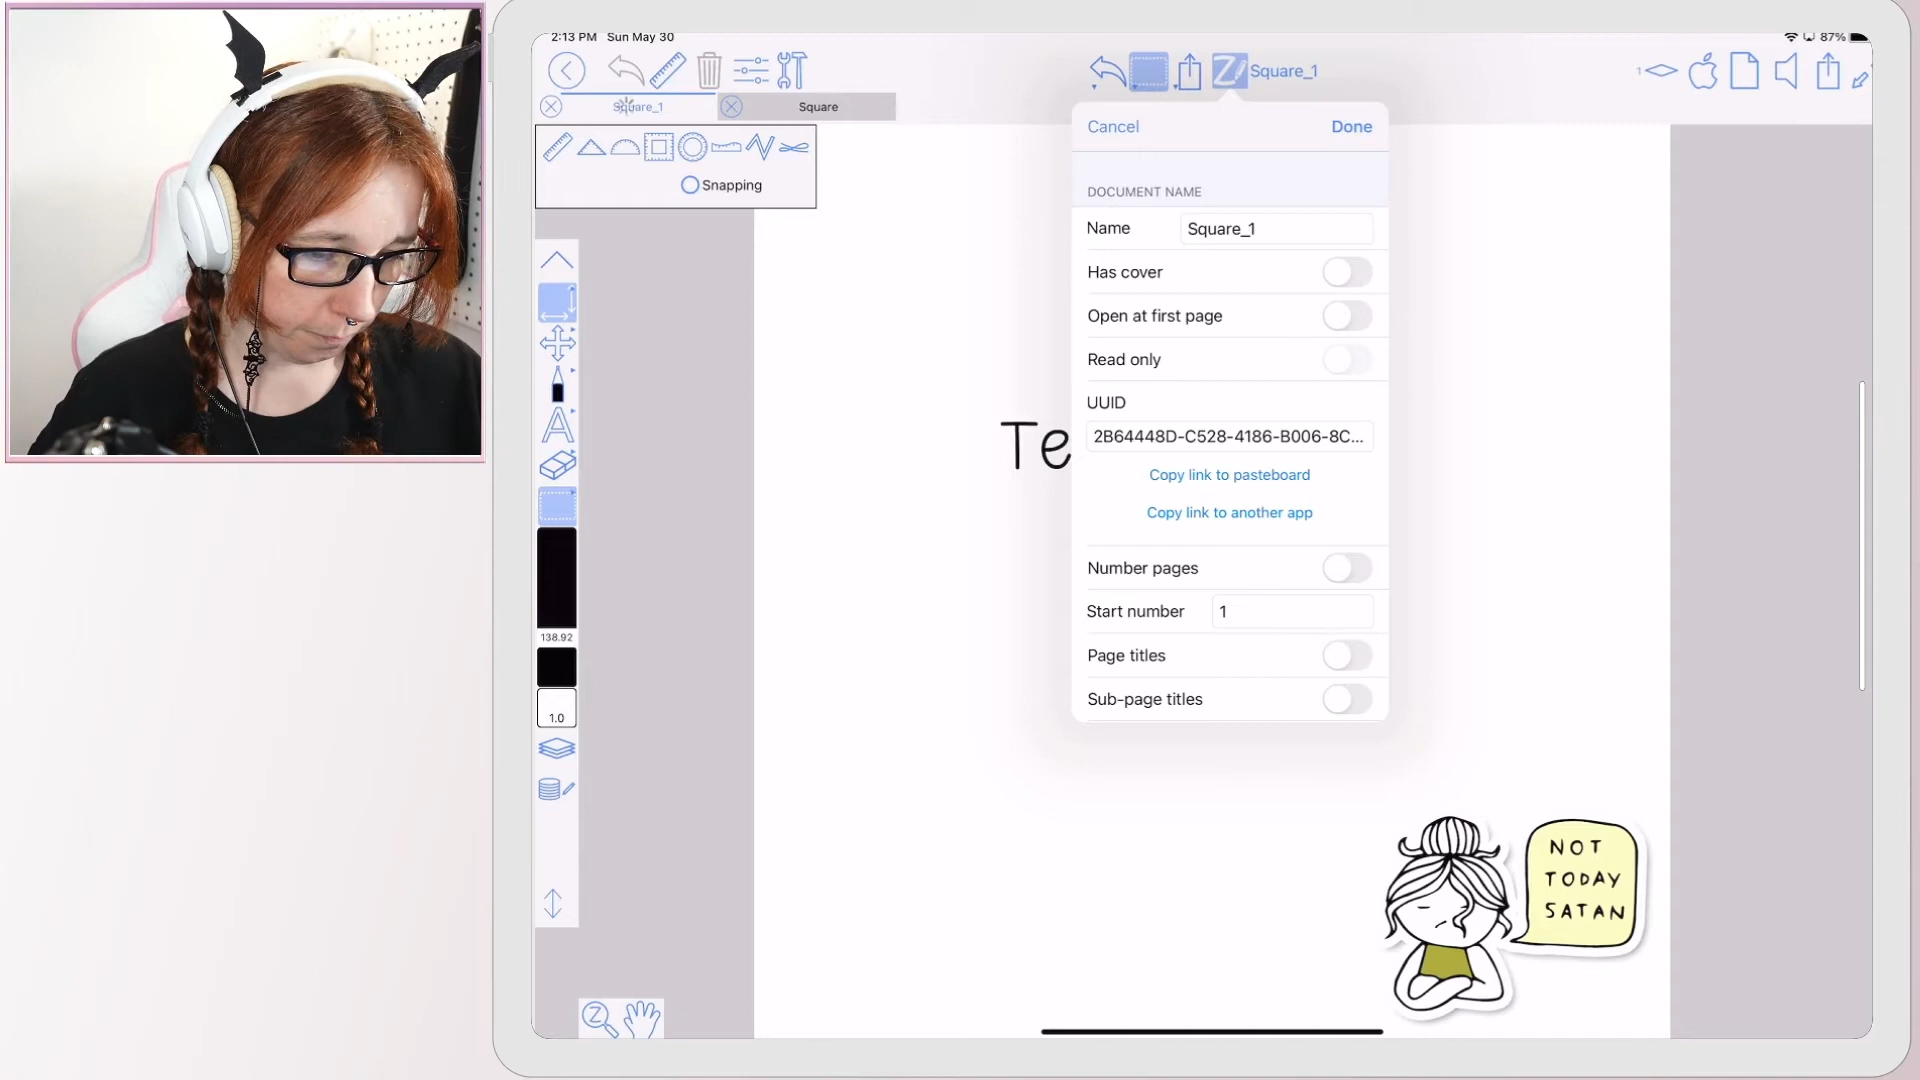 2:13 PM Sun May 30
87%
Square_1
1
Square_1
Square
Snapping
Cancel
Done
DOCUMENT NAME
Name
Square_1
Has cover
Open at first page
Read only
UUID
2B64448D-C528-4186-B006-8C...
Copy link to pasteboard
Copy link to another app
Number pages
Start number
1
Page titles
Sub-page titles
Te
138.92
1.0
NOT
TODAY
SATAN